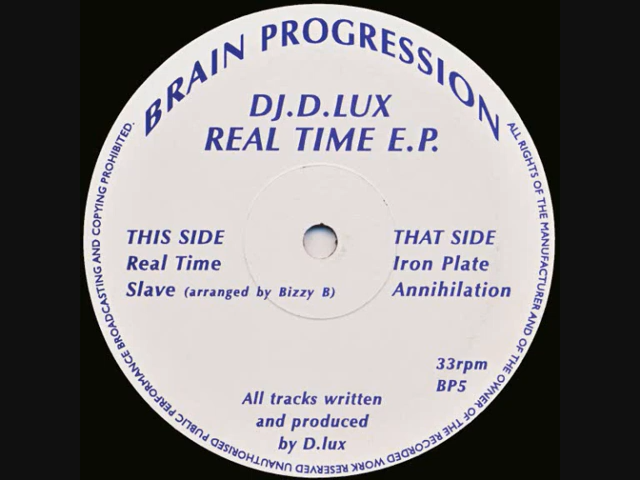 BRAIN PROGRESSION
DJ.D.LUX
REAL TIME E.P.
THIS SIDE
Real Time
Slave (arranged by Bizzy B)
THAT SIDE
Iron Plate
Annihilation
33rpm
BP5
All tracks written
and produced
by D.lux
ALL RIGHTS OF THE MANUFACTURER AND OF THE OWNER OF THE RECORDED WORK RESERVED UNAUTHORISED PUBLIC PERFORMANCE BROADCASTING AND COPYING PROHIBITED.